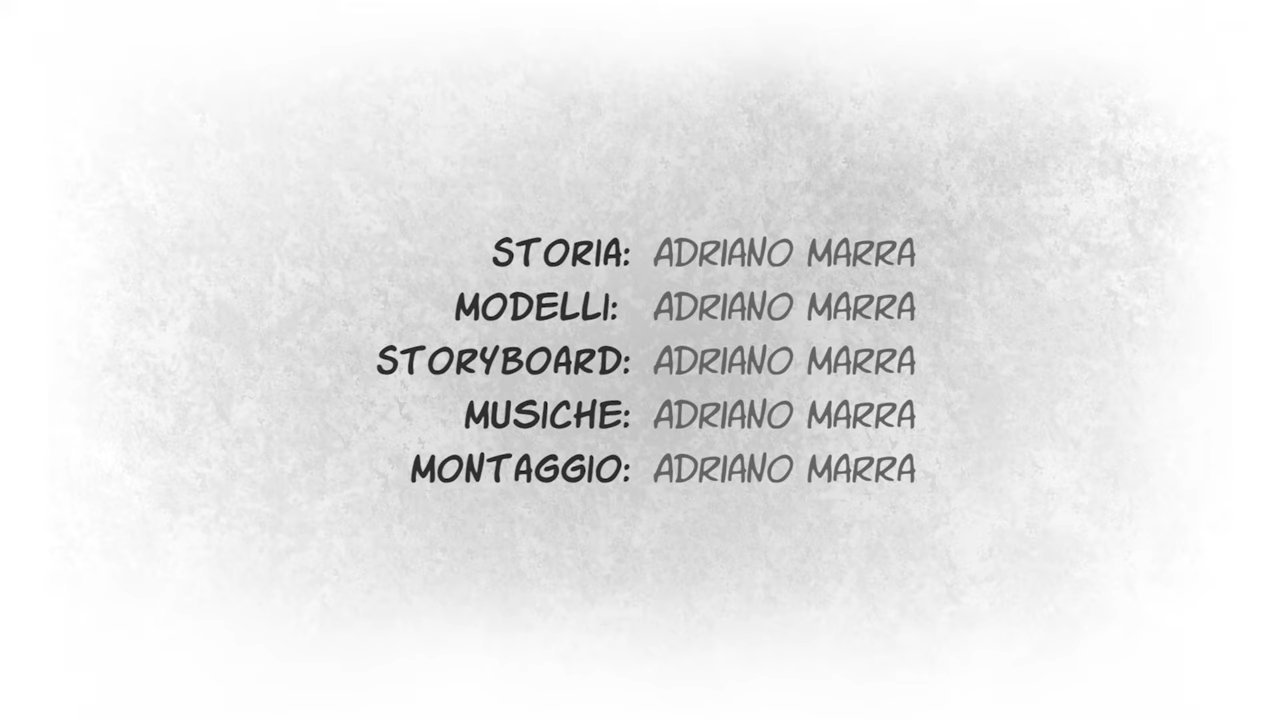 STORIA: ADRIANO MARRA
MODELLI: ADRIANO MARRA
STORYBOARD: ADRIANO MARRA
MUSICHE: ADRIANO MARRA
MONTAGGIO: ADRIANO MARRA